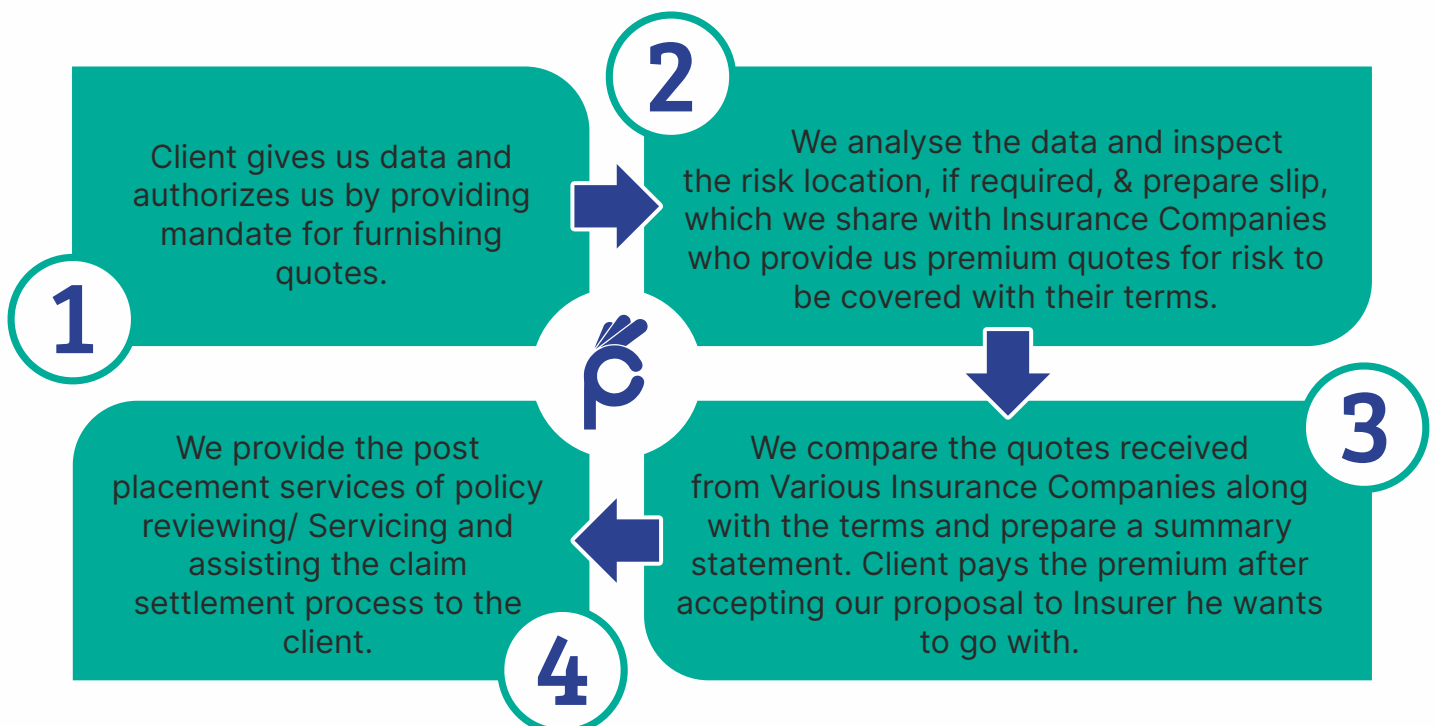 1
Client gives us data and
authorizes us by providing
mandate for furnishing
quotes.
2
We analyse the data and inspect
the risk location, if required, & prepare slip,
which we share with Insurance Companies
who provide us premium quotes for risk to
be covered with their terms.
3
We compare the quotes received
from Various Insurance Companies along
with the terms and prepare a summary
statement. Client pays the premium after
accepting our proposal to Insurer he wants
to go with.
4
We provide the post
placement services of policy
reviewing/ Servicing and
assisting the claim
settlement process to the
client.